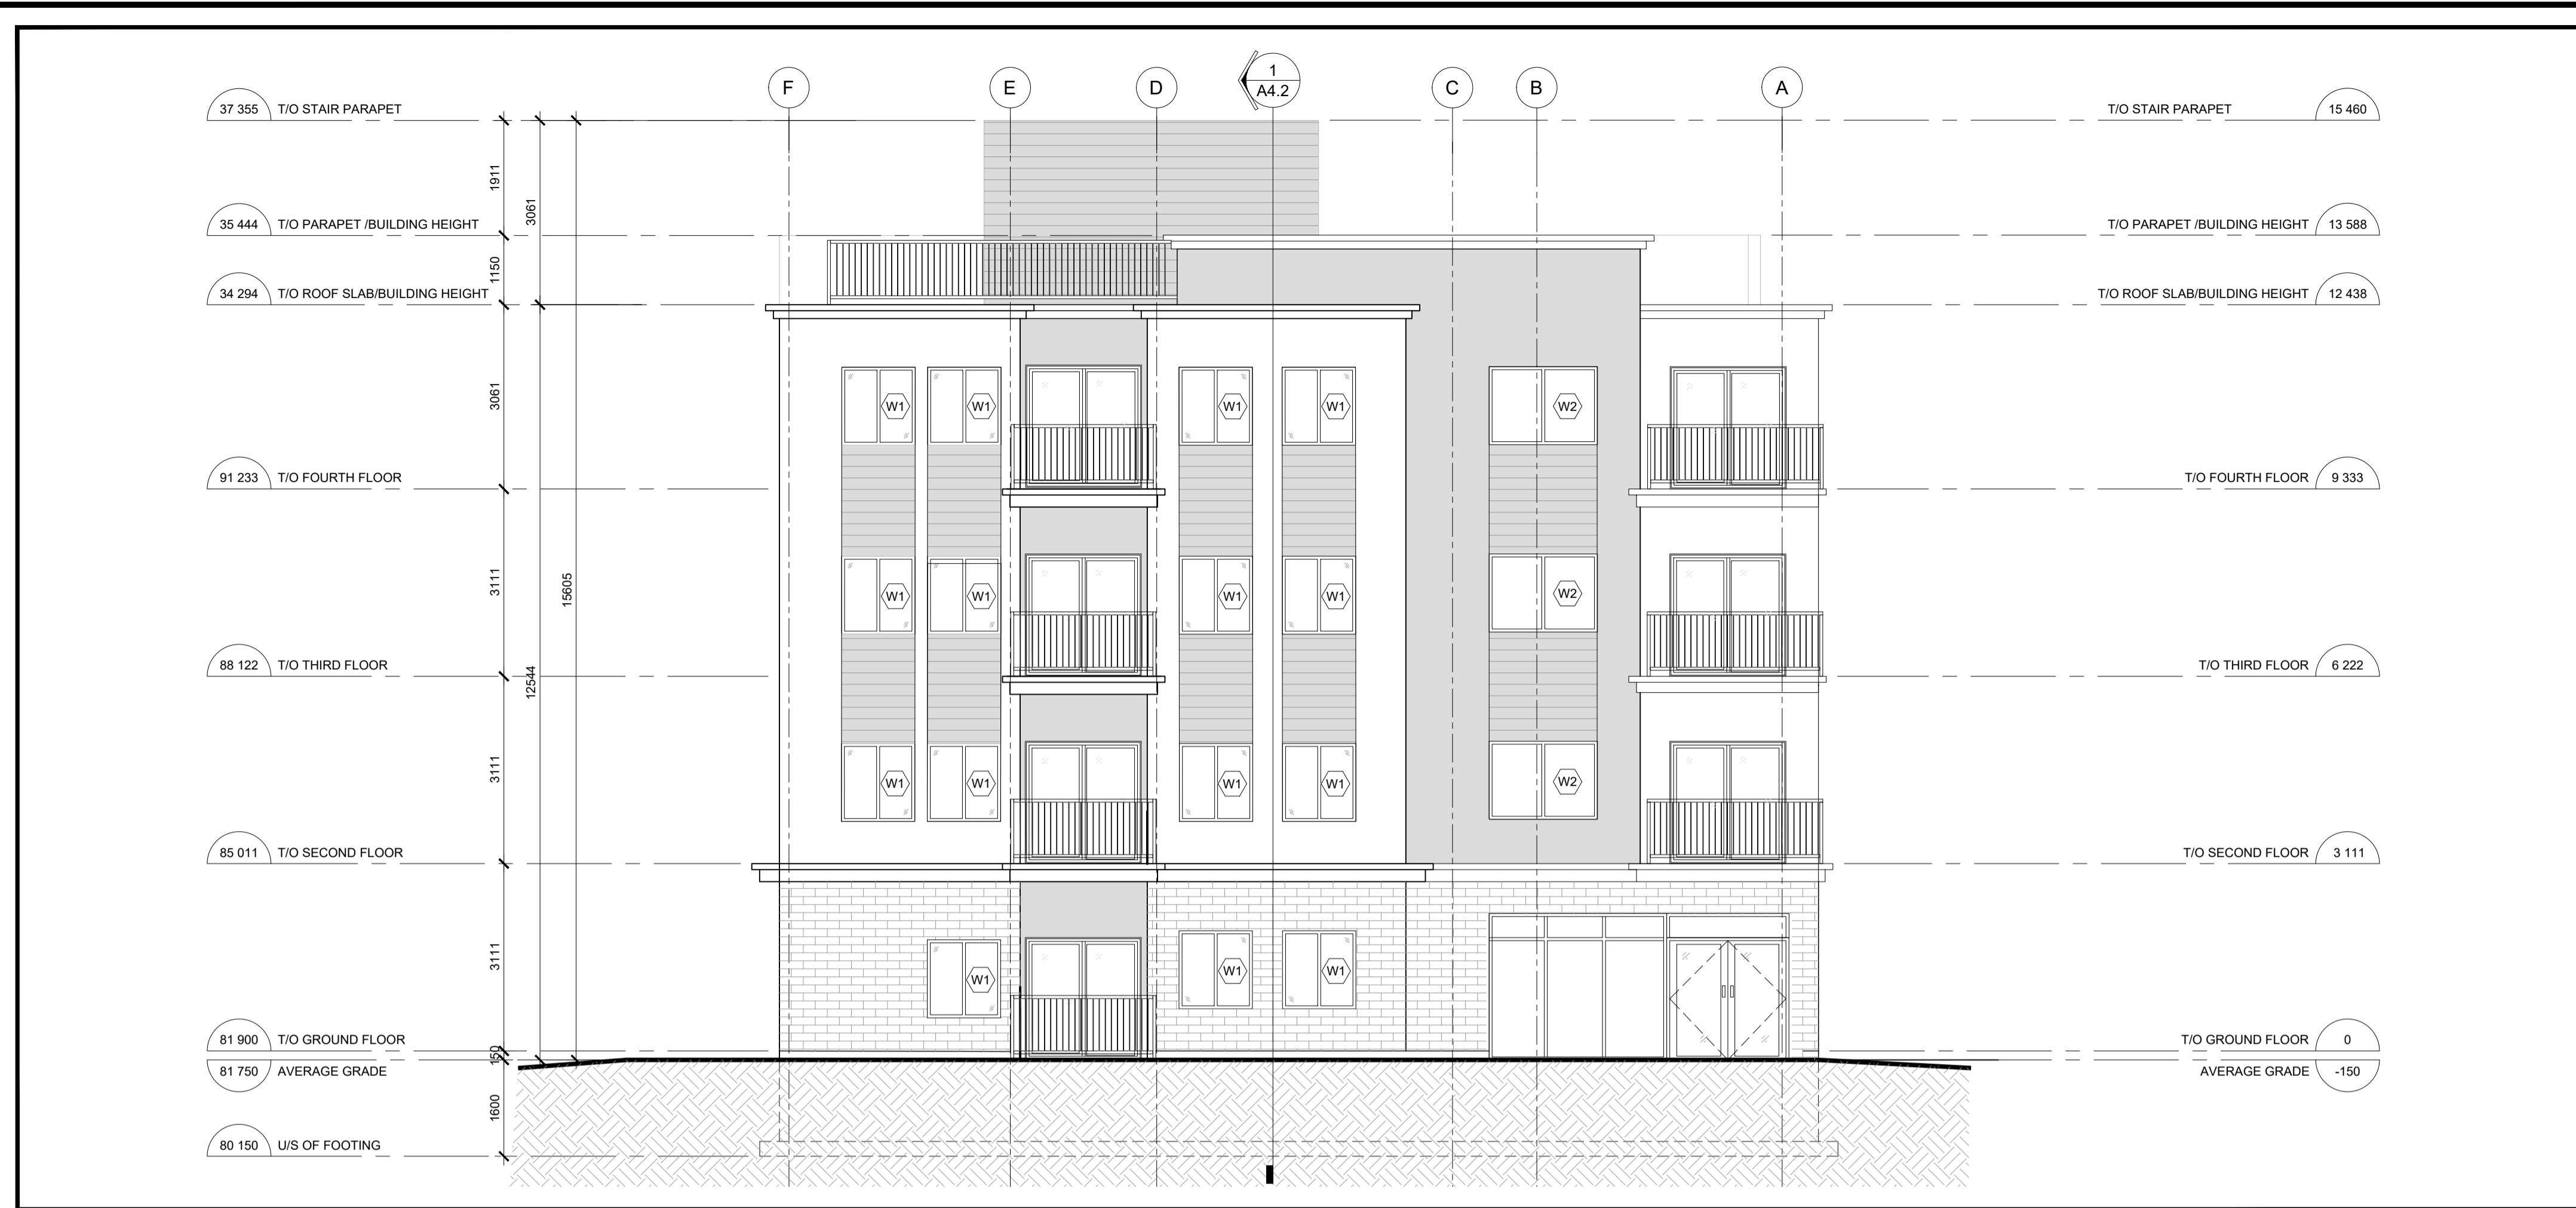 F
E
D
1
A4.2
C
B
A
37 355 T/O STAIR PARAPET
T/O STAIR PARAPET 15 460
1911
3061
35 444 T/O PARAPET /BUILDING HEIGHT
T/O PARAPET /BUILDING HEIGHT 13 588
1150
34 294 T/O ROOF SLAB/BUILDING HEIGHT
T/O ROOF SLAB/BUILDING HEIGHT 12 438
3061
W1 W1 W1 W1 W2
91 233 T/O FOURTH FLOOR
T/O FOURTH FLOOR 9 333
3111
15605
W1 W1 W1 W1 W2
88 122 T/O THIRD FLOOR
T/O THIRD FLOOR 6 222
12544
3111
W1 W1 W1 W1 W2
85 011 T/O SECOND FLOOR
T/O SECOND FLOOR 3 111
3111
W1 W1 W1
81 900 T/O GROUND FLOOR
T/O GROUND FLOOR 0
150
81 750 AVERAGE GRADE
AVERAGE GRADE -150
1600
80 150 U/S OF FOOTING